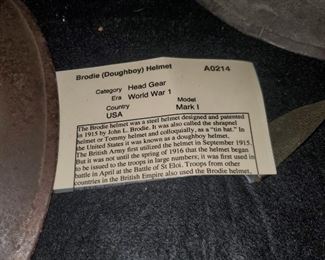 Brodie (Doughboy) Helmet A0214
Category Head Gear
Era World War 1
Country Model
USA Mark I
The Brodie helmet was a steel helmet designed and patented
in 1915 by John L. Brodie. It was also called the shrapnel
helmet or Tommy helmet and colloquially, as a "tin hat." In
the United States it was known as a doughboy helmet.
The British Army first utilized the helmet in September 1915.
But it was not until the spring of 1916 that the helmet began
to be issued to the troops in large numbers; it was first used in
battle in April at the Battle of St Eloi. Troops from other
countries in the British Empire also used the Brodie helmet.